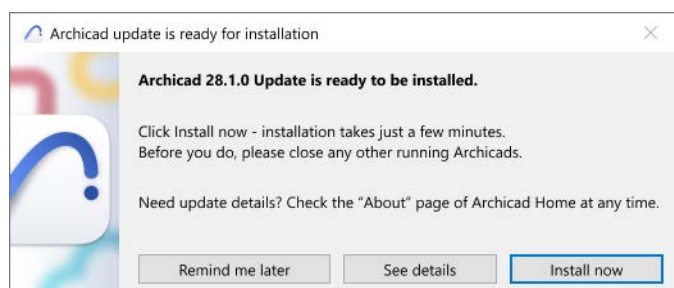 Archicad update is ready for installation
Archicad 28.1.0 Update is ready to be installed.
Click Install now - installation takes just a few minutes.
Before you do, please close any other running Archicads.
Need update details? Check the “About” page of Archicad Home at any time.
Remind me later
See details
Install now